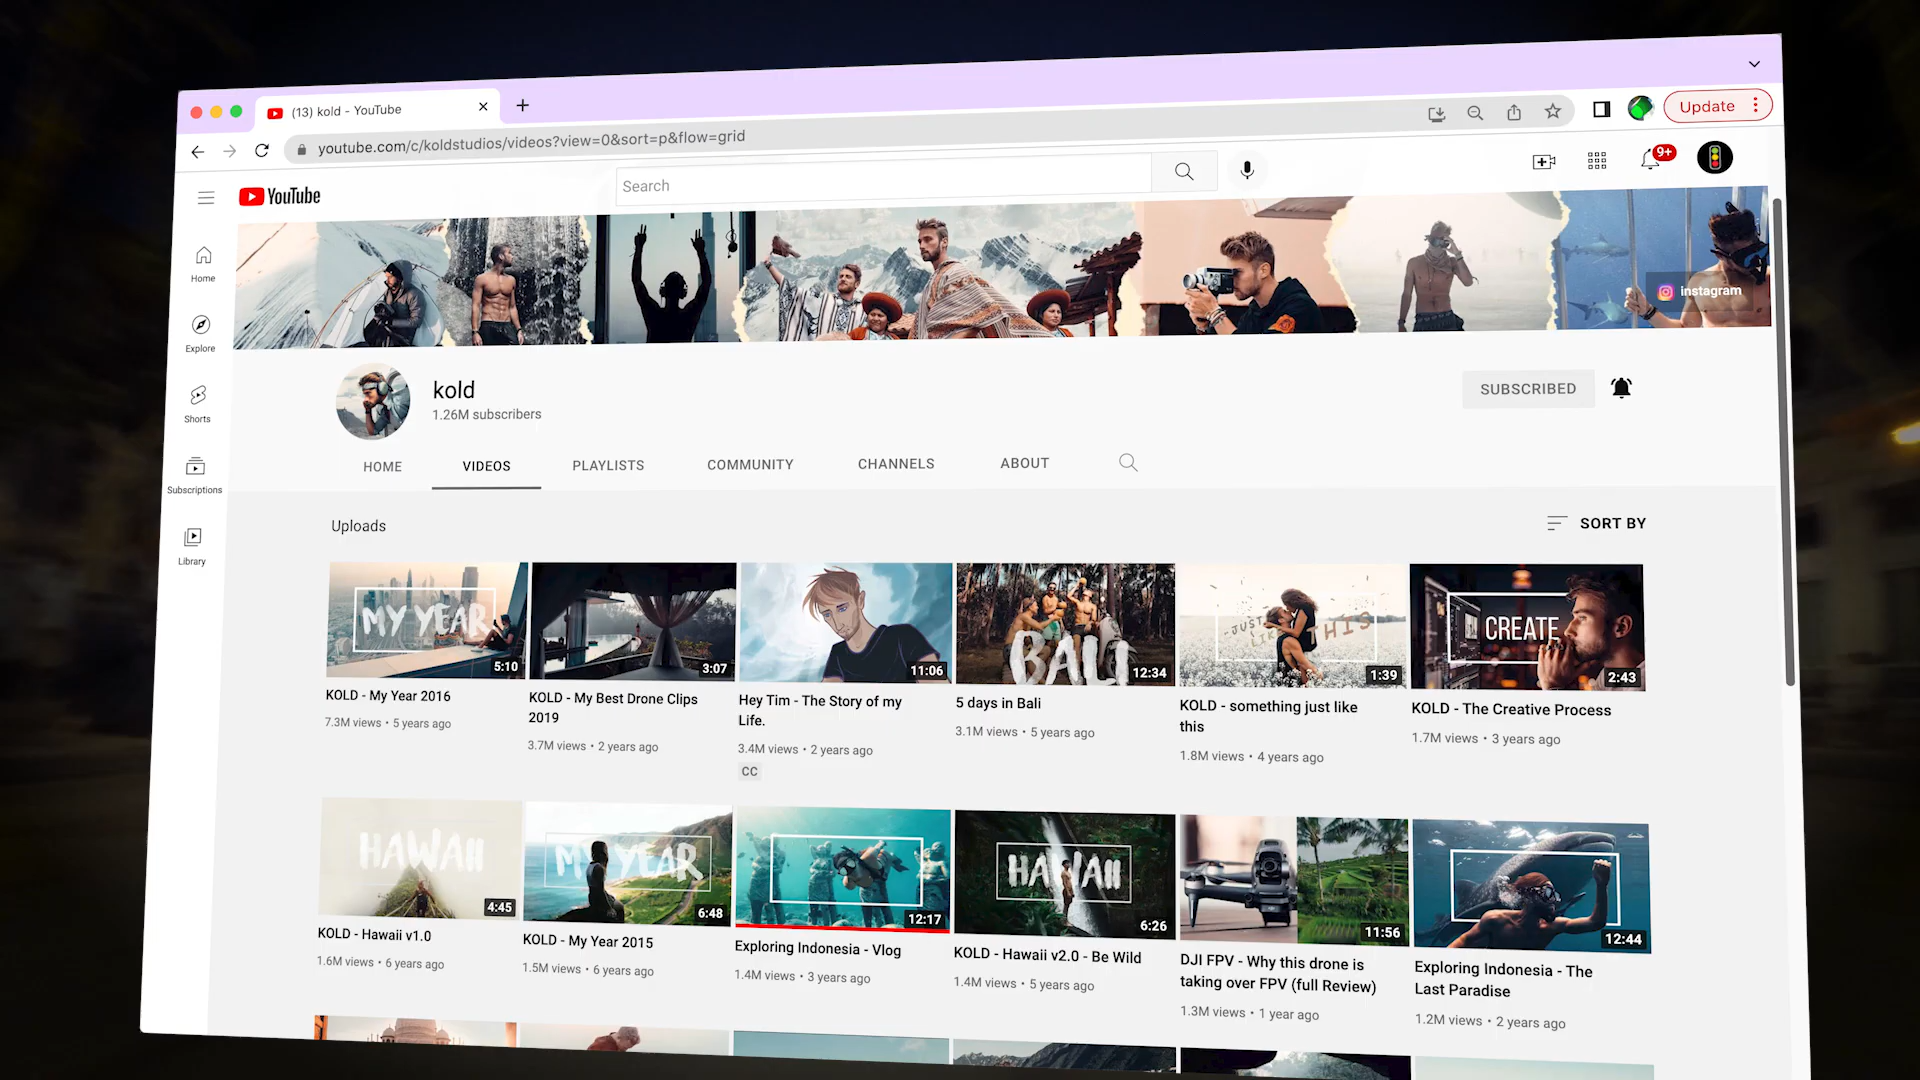 (13) kold - YouTube
Update
youtube.com/c/koldstudios/videos?view=0&sort=p&flow=grid
YouTube
Search
9+
Home
Explore
Shorts
Subscriptions
Library
instagram
kold
1.26M subscribers
SUBSCRIBED
HOME
VIDEOS
PLAYLISTS
COMMUNITY
CHANNELS
ABOUT
Uploads
SORT BY
MY YEAR
5:10
KOLD - My Year 2016
7.3M views • 5 years ago
3:07
KOLD - My Best Drone Clips
2019
3.7M views • 2 years ago
11:06
Hey Tim - The Story of my
Life.
3.4M views • 2 years ago
CC
BALI
12:34
5 days in Bali
3.1M views • 5 years ago
JUST
LIKE
THIS
1:39
KOLD - something just like
this
1.8M views • 4 years ago
CREATE
2:43
KOLD - The Creative Process
1.7M views • 3 years ago
HAWAII
4:45
KOLD - Hawaii v1.0
1.6M views • 6 years ago
MY YEAR
6:48
KOLD - My Year 2015
1.5M views • 6 years ago
12:17
Exploring Indonesia - Vlog
1.4M views • 3 years ago
HAWAII
6:26
KOLD - Hawaii v2.0 - Be Wild
1.4M views • 5 years ago
11:56
DJI FPV - Why this drone is
taking over FPV (full Review)
1.3M views • 1 year ago
12:44
Exploring Indonesia - The
Last Paradise
1.2M views • 2 years ago